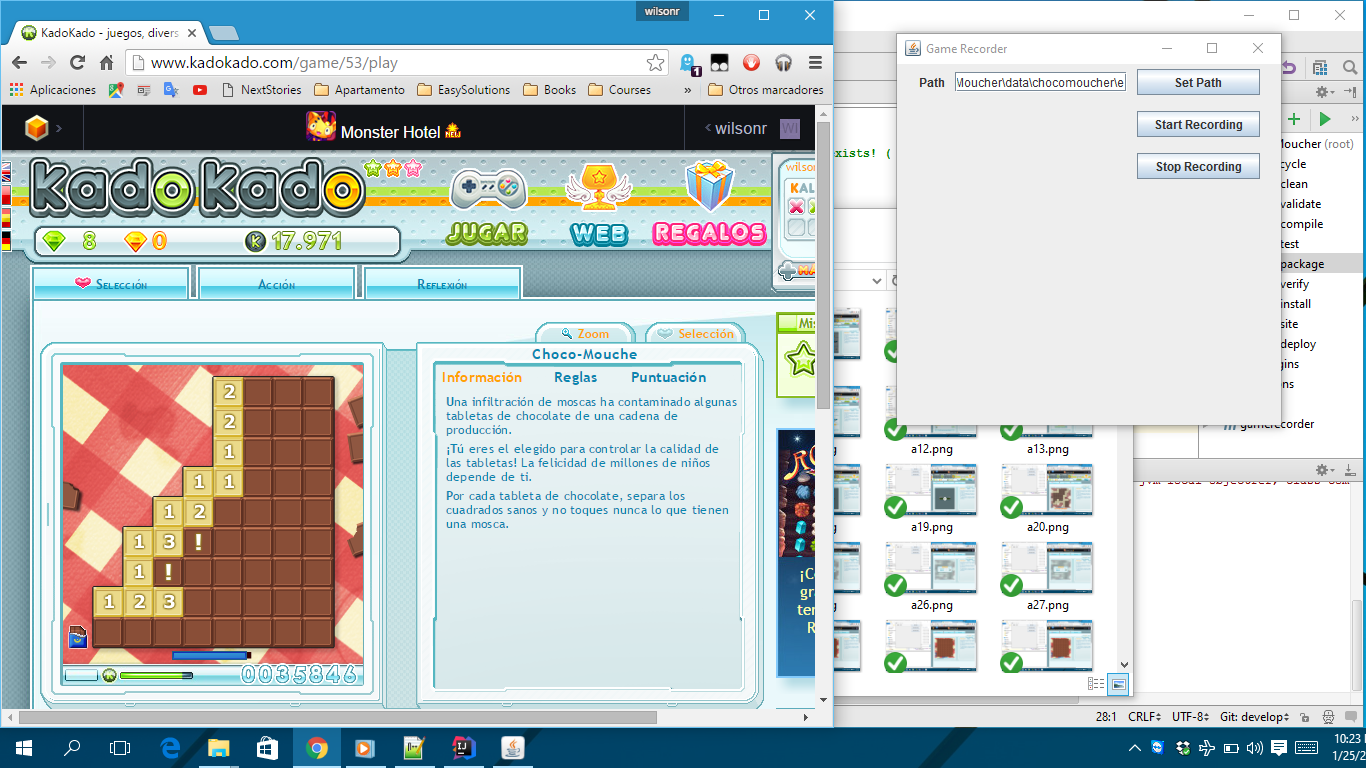 wilsonr
KadoKado - juegos, divers
www.kadokado.com/game/53/play
1
Aplicaciones
NextStories
Apartamento
EasySolutions
Books
Courses
»
Otros marcadores
Monster Hotel NEW
wilsonr
WI
KadoKado
JUGAR
WEB
REGALOS
8
0
K
17.971
Selección
Acción
Reflexión
Zoom
Selección
Choco-Mouche
Información
Reglas
Puntuación
Una infiltración de moscas ha contaminado algunas
tabletas de chocolate de una cadena de
producción.
¡Tú eres el elegido para controlar la calidad de
las tabletas! La felicidad de millones de niños
depende de ti.
Por cada tableta de chocolate, separa los
cuadrados sanos y no toques nunca lo que tienen
una mosca.
2
2
1
1 1
1 2
1 3 !
1 !
1 2 3
0035846
Game Recorder
Path
Moucher\data\chocomoucher\e
Set Path
Start Recording
Stop Recording
xists! (
Moucher (root)
cycle
clean
validate
compile
test
package
verify
install
site
deploy
gins
ns
gamerecorder
a12.png
a13.png
a19.png
a20.png
a26.png
a27.png
28:1
CRLF
UTF-8
Git: develop
10:23
1/25/2